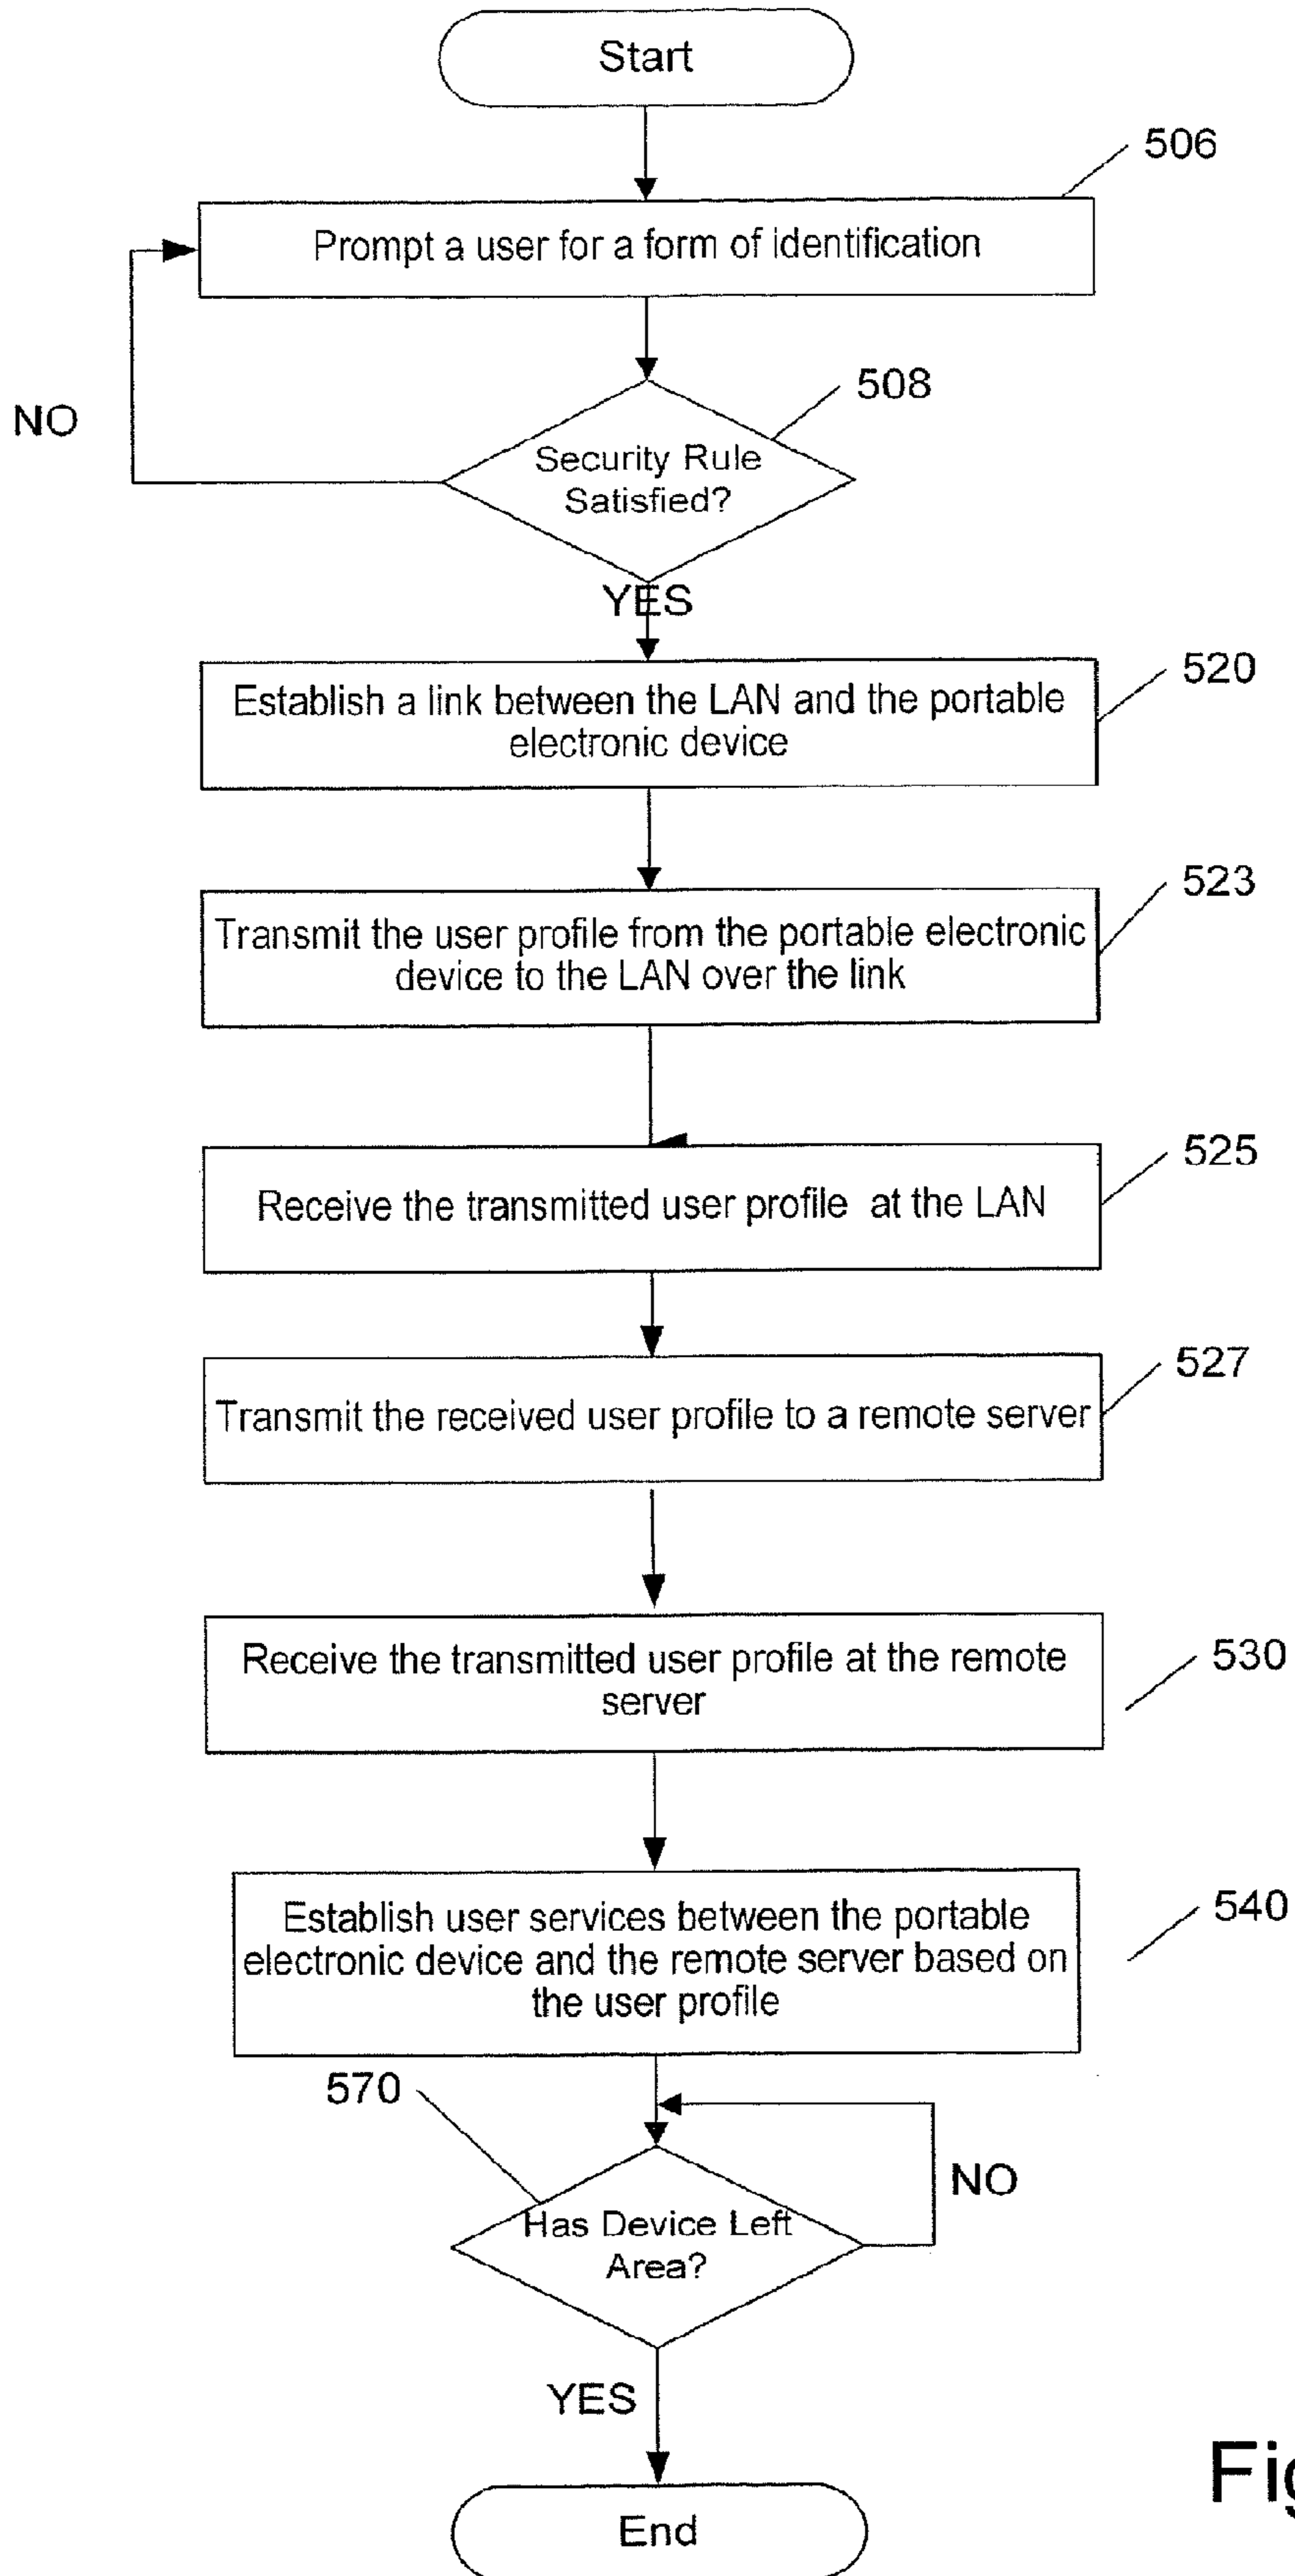 Start
506
Prompt a user for a form of identification
NO
508
Security Rule
Satisfied?
YES
520
Establish a link between the LAN and the portable
electronic device
523
Transmit the user profile from the portable electronic
device to the LAN over the link
525
Receive the transmitted user profile at the LAN
527
Transmit the received user profile to a remote server
530
Receive the transmitted user profile at the remote
server
540
Establish user services between the portable
electronic device and the remote server based on
the user profile
570
NO
Has Device Left
Area?
YES
End